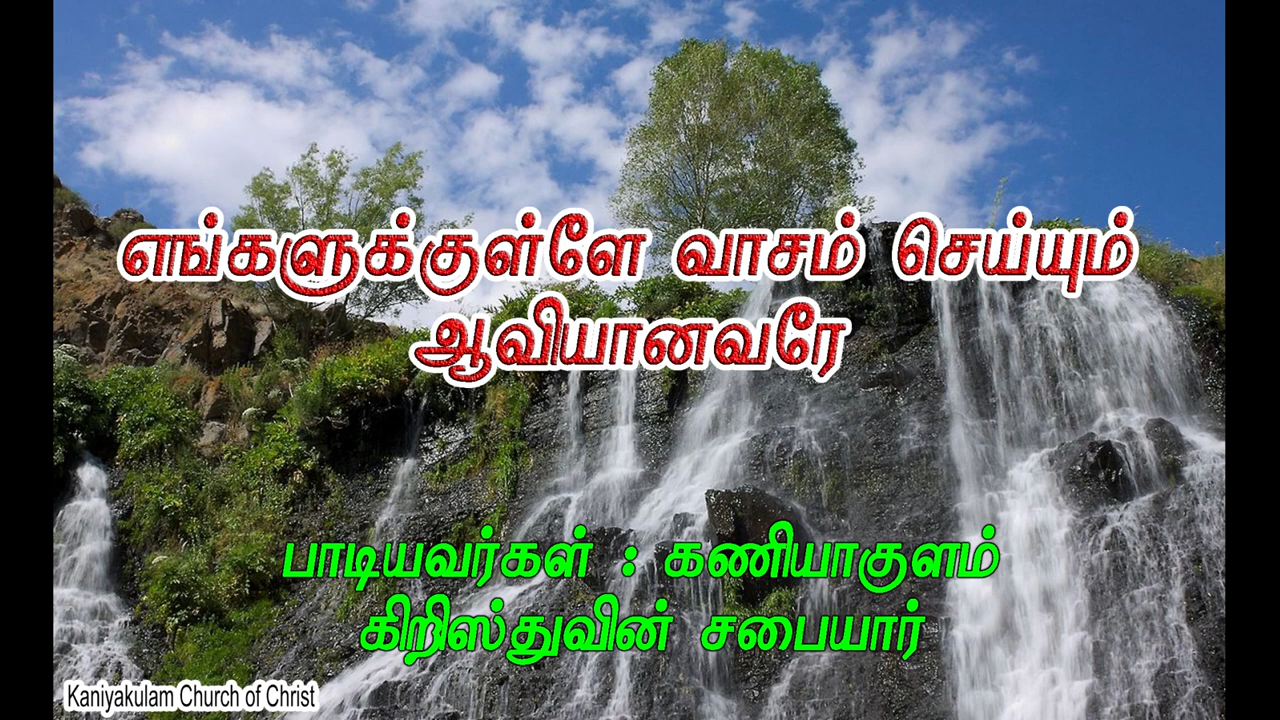 எங்களுக்குள்ளே வாசம் செய்யும்
ஆவியானவரே
பாடியவர்கள் : கணியாகுளம்
கிறிஸ்துவின் சபையார்
Kaniyakulam Church of Christ